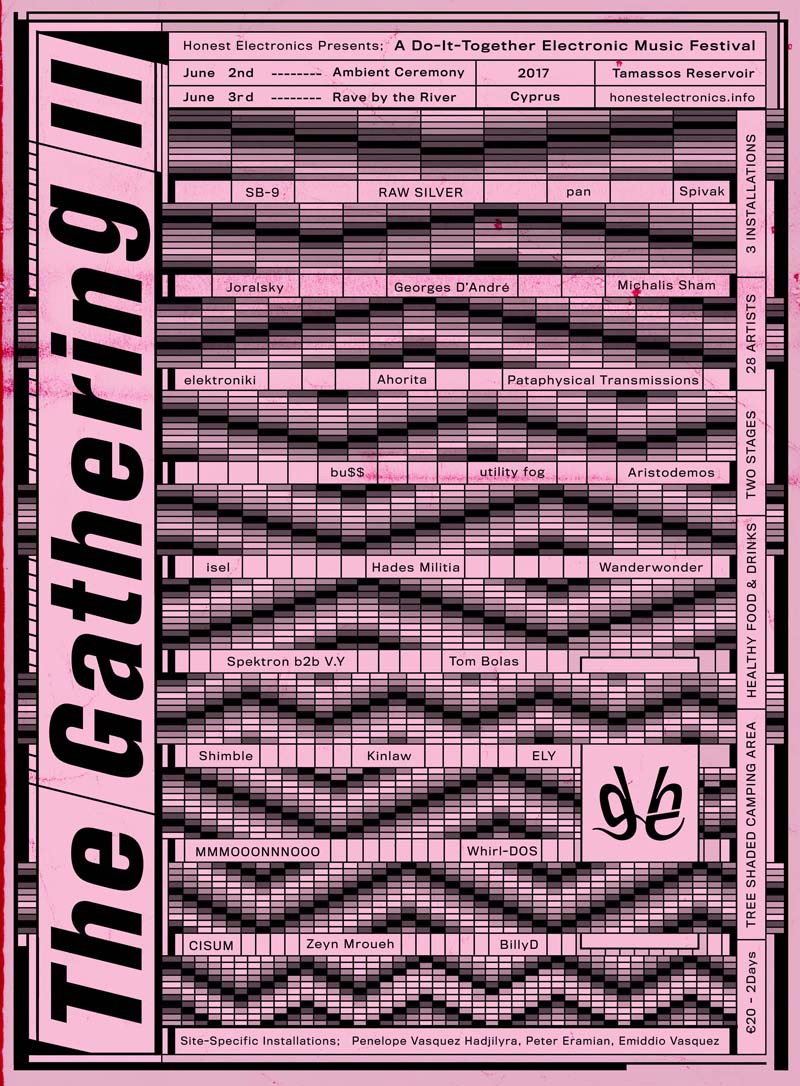 Honest Electronics Presents; A Do-It-Together Electronic Music Festival
June 2nd -------- Ambient Ceremony 2017 Tamassos Reservoir
June 3rd -------- Rave by the River Cyprus honestelectronics.info
The Gathering II
SB-9 RAW SILVER pan Spivak
Joralsky Georges D'André Michalis Sham
elektroniki Ahorita Pataphysical Transmissions
bu$$ utility fog Aristodemos
isel Hades Militia Wanderwonder
Spektron b2b V.Y Tom Bolas
Shimble Kinlaw ELY
MMMOOONNNOOO Whirl-DOS
CISUM Zeyn Mroueh BillyD
Site-Specific Installations; Penelope Vasquez Hadjilyra, Peter Eramian, Emiddio Vasquez
3 INSTALLATIONS
28 ARTISTS
TWO STAGES
HEALTHY FOOD & DRINKS
TREE SHADED CAMPING AREA
€20 - 2Days